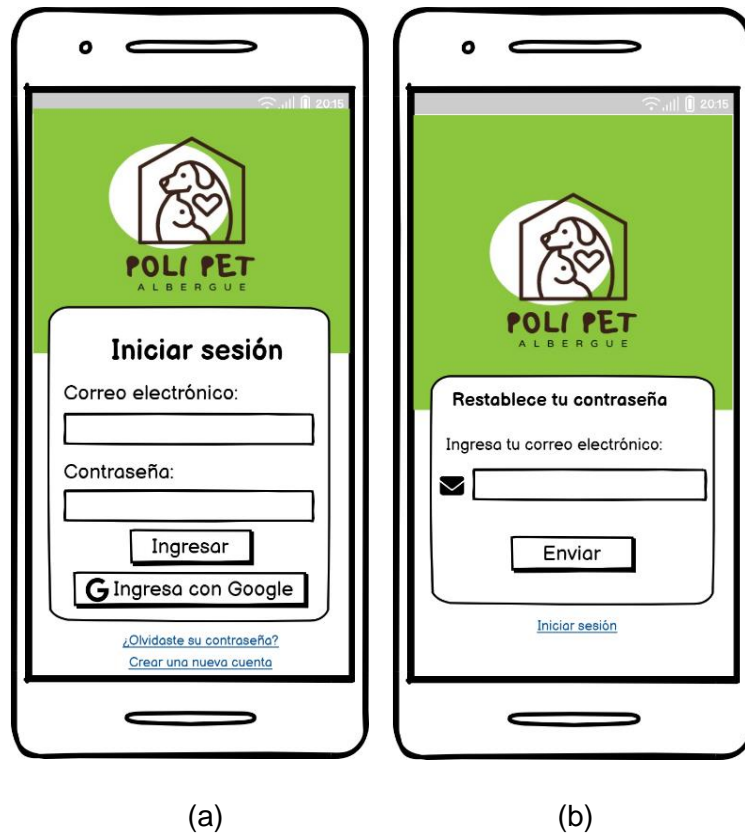 20:15
POLI PET
ALBERGUE
Iniciar sesión
Correo electrónico:
Contraseña:
Ingresar
G Ingresa con Google
¿Olvidaste su contraseña?
Crear una nueva cuenta
(a)
20:15
POLI PET
ALBERGUE
Restablece tu contraseña
Ingresa tu correo electrónico:
Enviar
Iniciar sesión
(b)